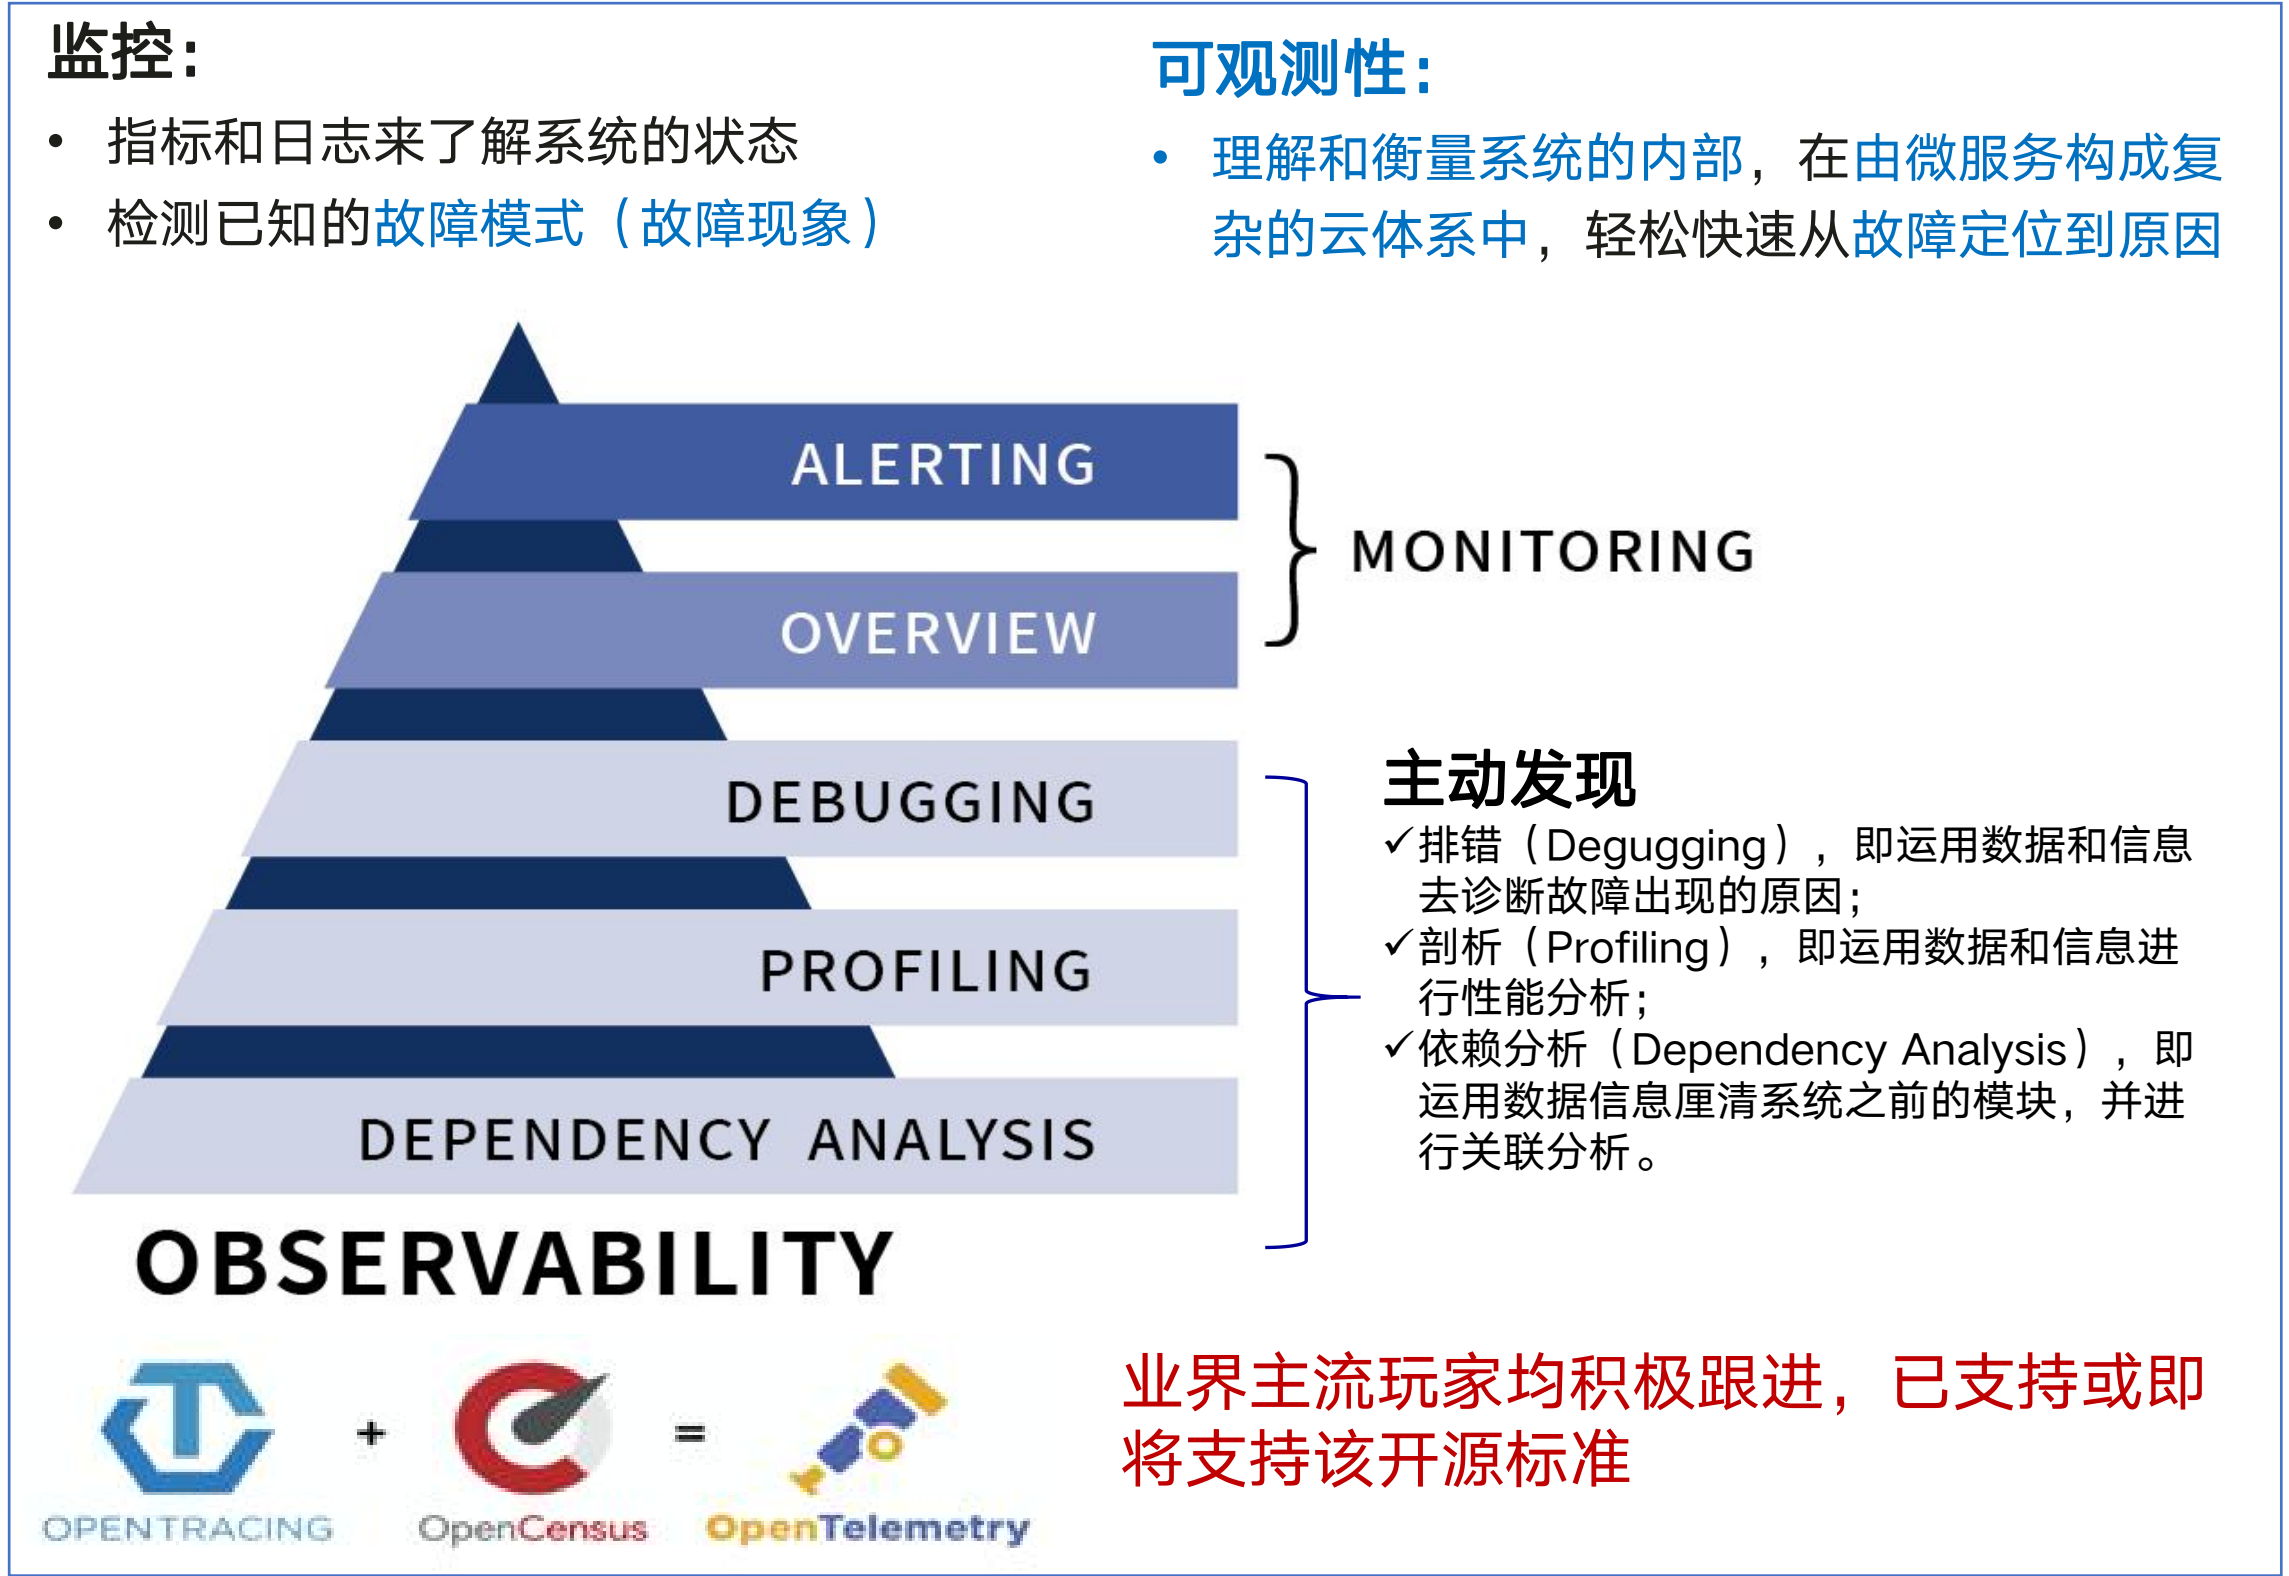 监控：
• 指标和日志来了解系统的状态
• 检测已知的故障模式（故障现象）
可观测性：
• 理解和衡量系统的内部，在由微服务构成复
杂的云体系中，轻松快速从故障定位到原因
ALERTING
OVERVIEW
MONITORING
DEBUGGING
PROFILING
DEPENDENCY ANALYSIS
OBSERVABILITY
主动发现
✓排错（Degugging），即运用数据和信息
去诊断故障出现的原因；
✓剖析（Profiling），即运用数据和信息进
行性能分析；
✓依赖分析（Dependency Analysis），即
运用数据信息厘清系统之前的模块，并进
行关联分析。
+ =
OPENTRACING
OpenCensus
OpenTelemetry
业界主流玩家均积极跟进，已支持或即
将支持该开源标准